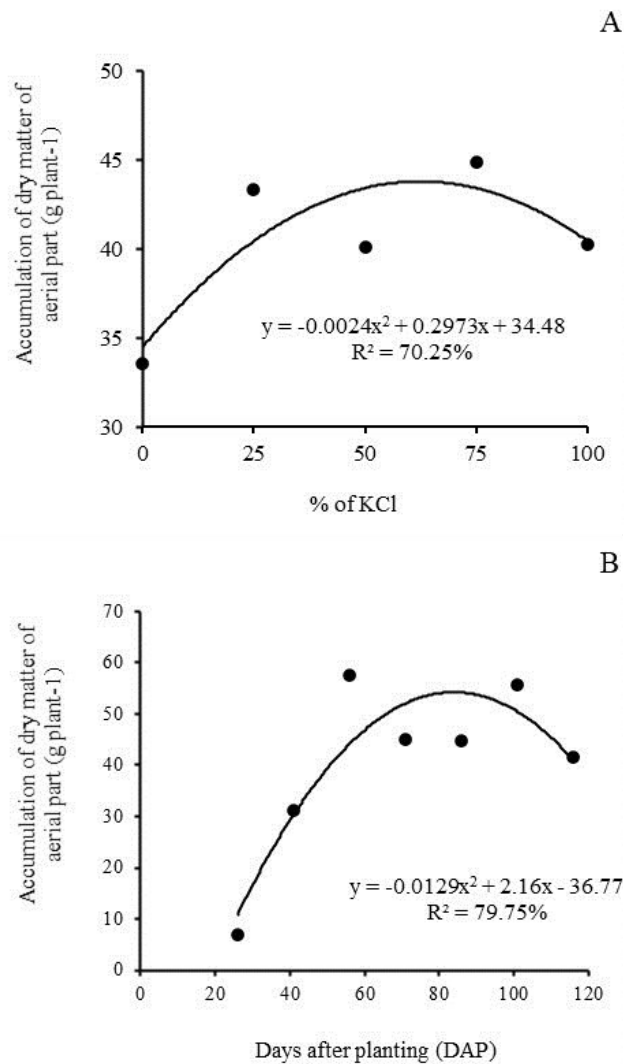 A
Accumulation of dry matter of
aerial part (g plant-1)
50
45
40
35
30
y = -0.0024x² + 0.2973x + 34.48
R² = 70.25%
0 25 50 75 100
% of KCl
B
Accumulation of dry matter of
aerial part (g plant-1)
70
60
50
40
30
20
10
0
y = -0.0129x² + 2.16x - 36.77
R² = 79.75%
0 20 40 60 80 100 120
Days after planting (DAP)